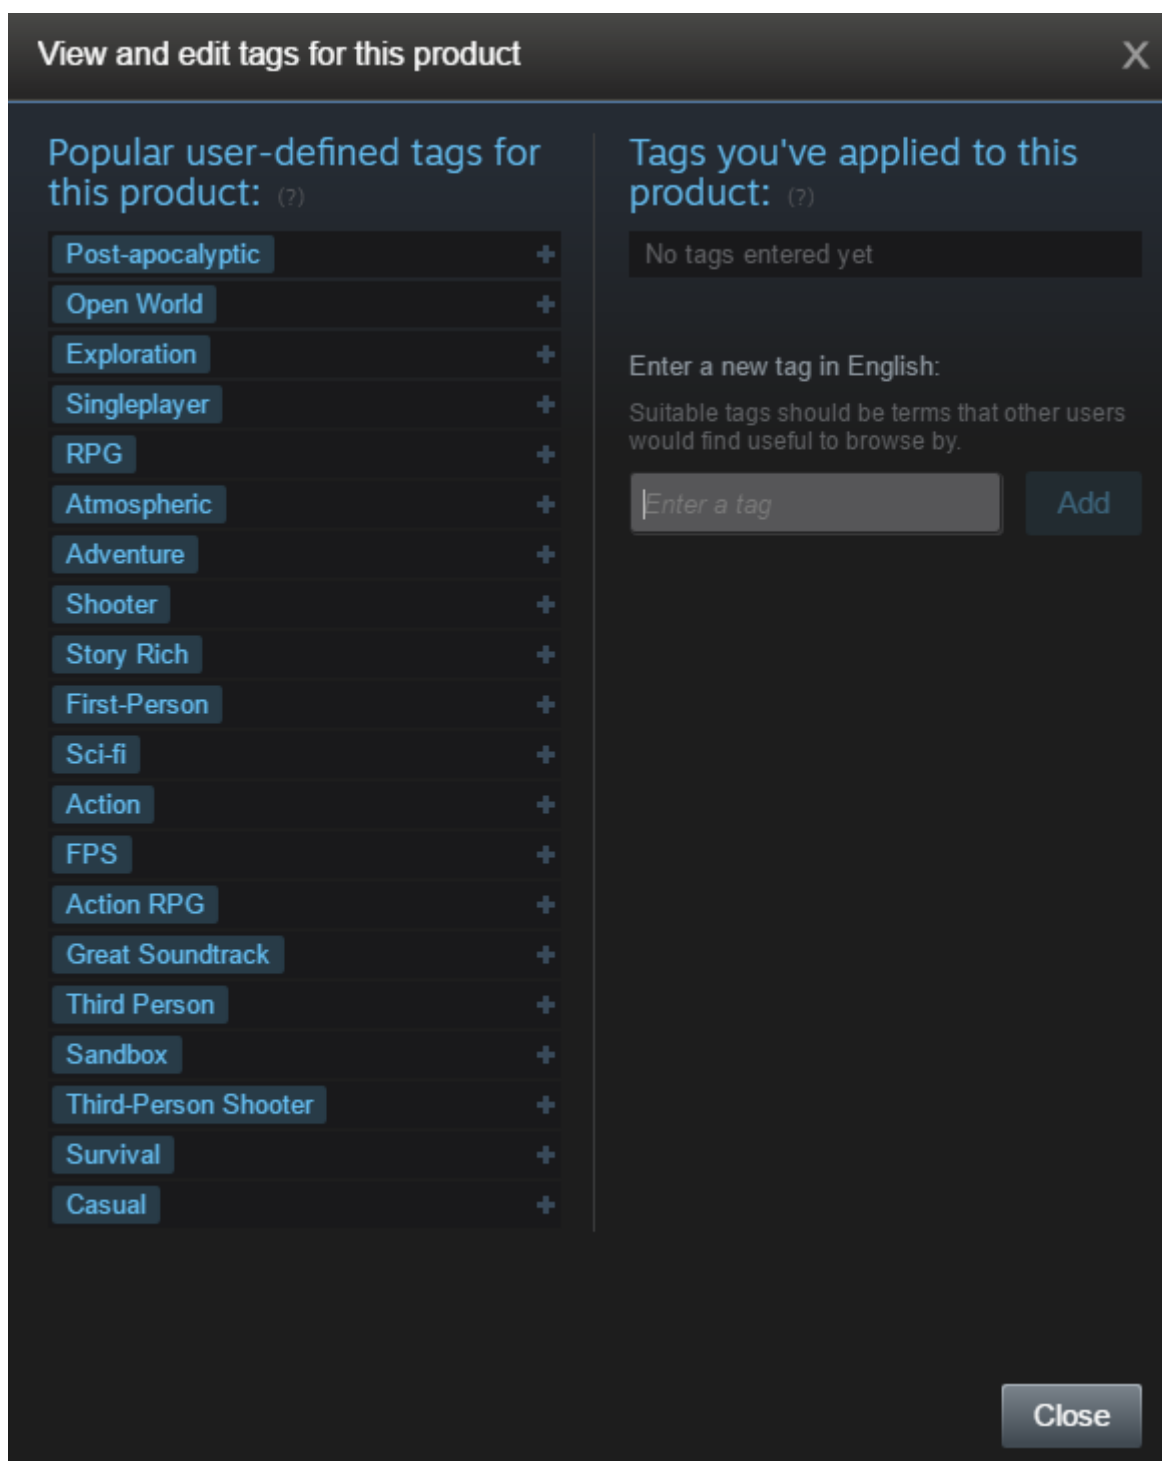 View and edit tags for this product
X
Popular user-defined tags for
this product: (?)
Post-apocalyptic
Open World
Exploration
Singleplayer
RPG
Atmospheric
Adventure
Shooter
Story Rich
First-Person
Sci-fi
Action
FPS
Action RPG
Great Soundtrack
Third Person
Sandbox
Third-Person Shooter
Survival
Casual
Tags you've applied to this
product: (?)
No tags entered yet
Enter a new tag in English:
Suitable tags should be terms that other users
would find useful to browse by.
Enter a tag
Add
Close